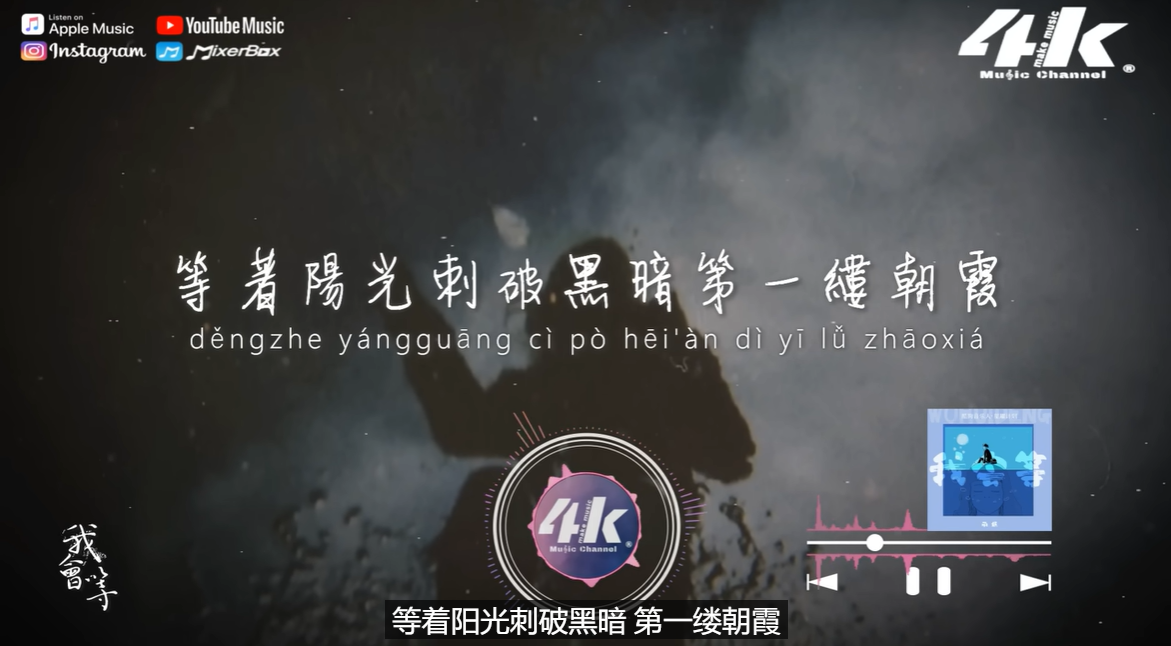 Listen on
Apple Music
YouTube Music
Instagram
MixerBox
4k
make music
Music Channel
®
等著陽光刺破黑暗第一縷朝霞
děngzhe yángguāng cì pò hēi'àn dì yī lǚ zhāoxiá
4k
make music
Music Channel
®
我會等
等着阳光刺破黑暗 第一缕朝霞